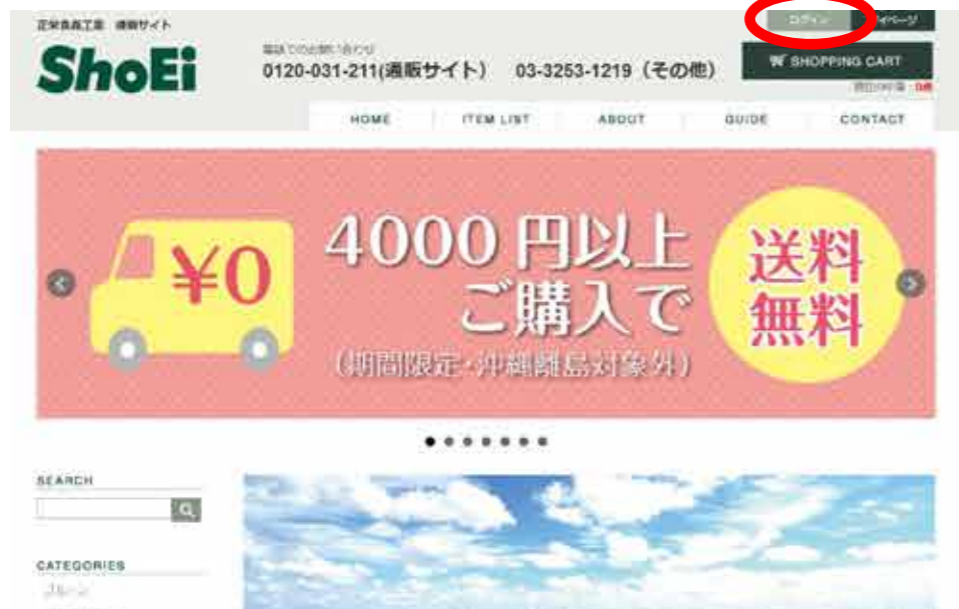 正栄食品工業 通販サイト
ログイン
マイページ
ShoEi
電話でのお問い合わせ
0120-031-211(通販サイト) 03-3253-1219(その他)
SHOPPING CART
HOME ITEM LIST ABOUT GUIDE CONTACT
¥0
4000円以上
ご購入で
(期間限定・沖縄離島対象外)
送料
無料
SEARCH
CATEGORIES
プルーン